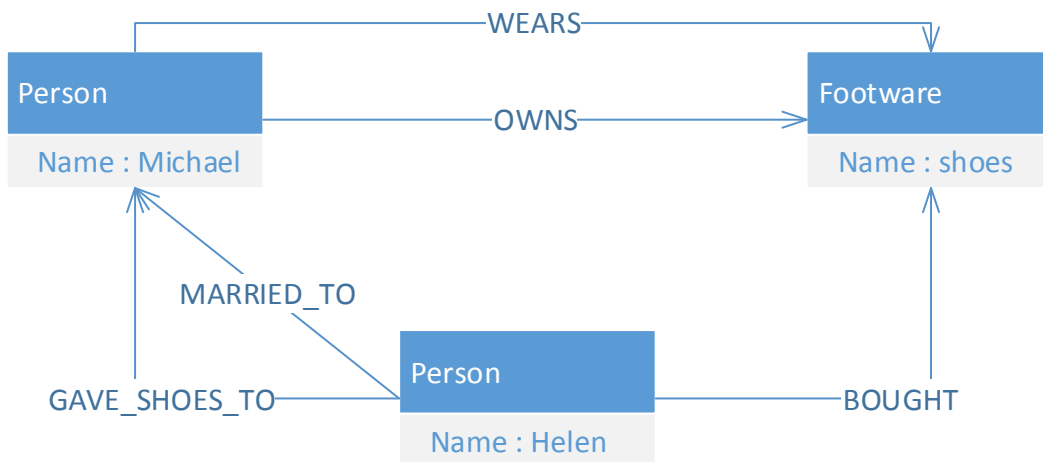 WEARS
Person
Footware
OWNS
Name : Michael
Name : shoes
MARRIED_TO
Person
GAVE_SHOES_TO
BOUGHT
Name : Helen